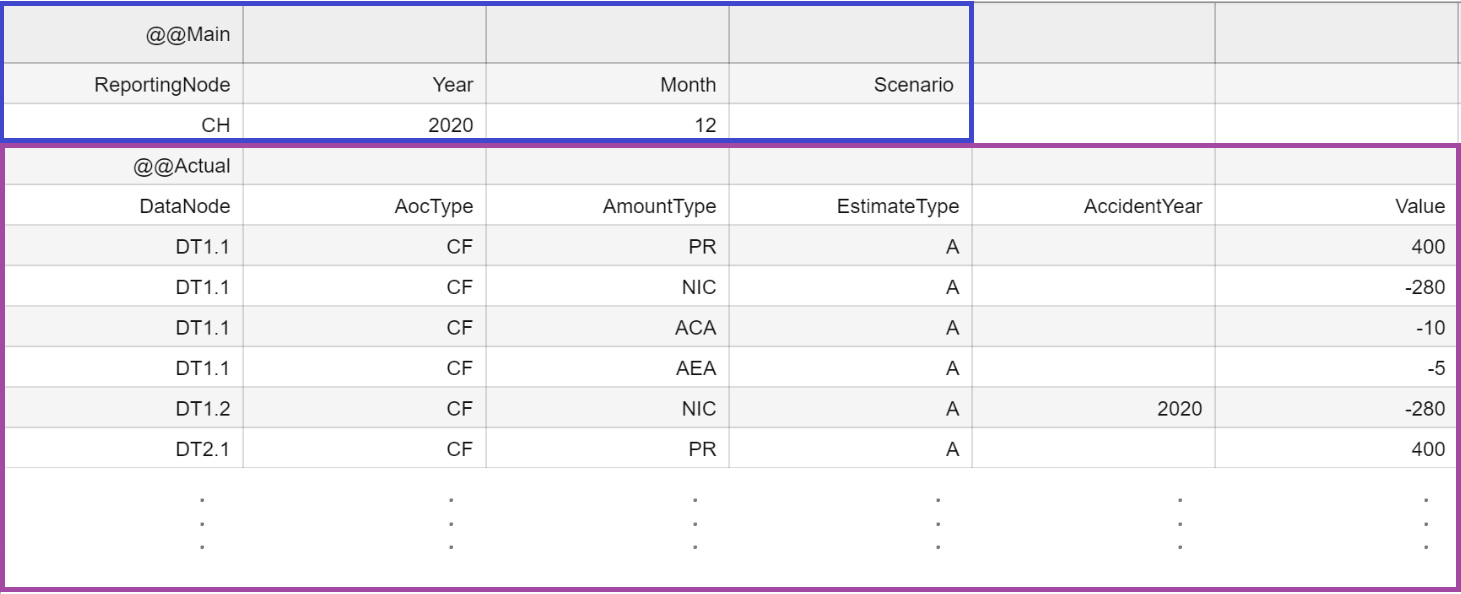 @@Main
ReportingNode Year Month Scenario
CH 2020 12
@@Actual
DataNode AocType AmountType EstimateType AccidentYear Value
DT1.1 CF PR A 400
DT1.1 CF NIC A -280
DT1.1 CF ACA A -10
DT1.1 CF AEA A -5
DT1.2 CF NIC A 2020 -280
DT2.1 CF PR A 400